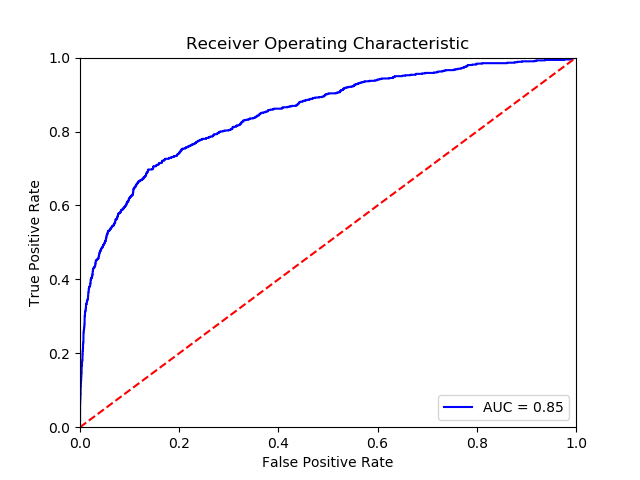 Receiver Operating Characteristic
True Positive Rate
1.0
0.8
0.6
0.4
0.2
0.0
AUC = 0.85
0.0 0.2 0.4 0.6 0.8 1.0
False Positive Rate